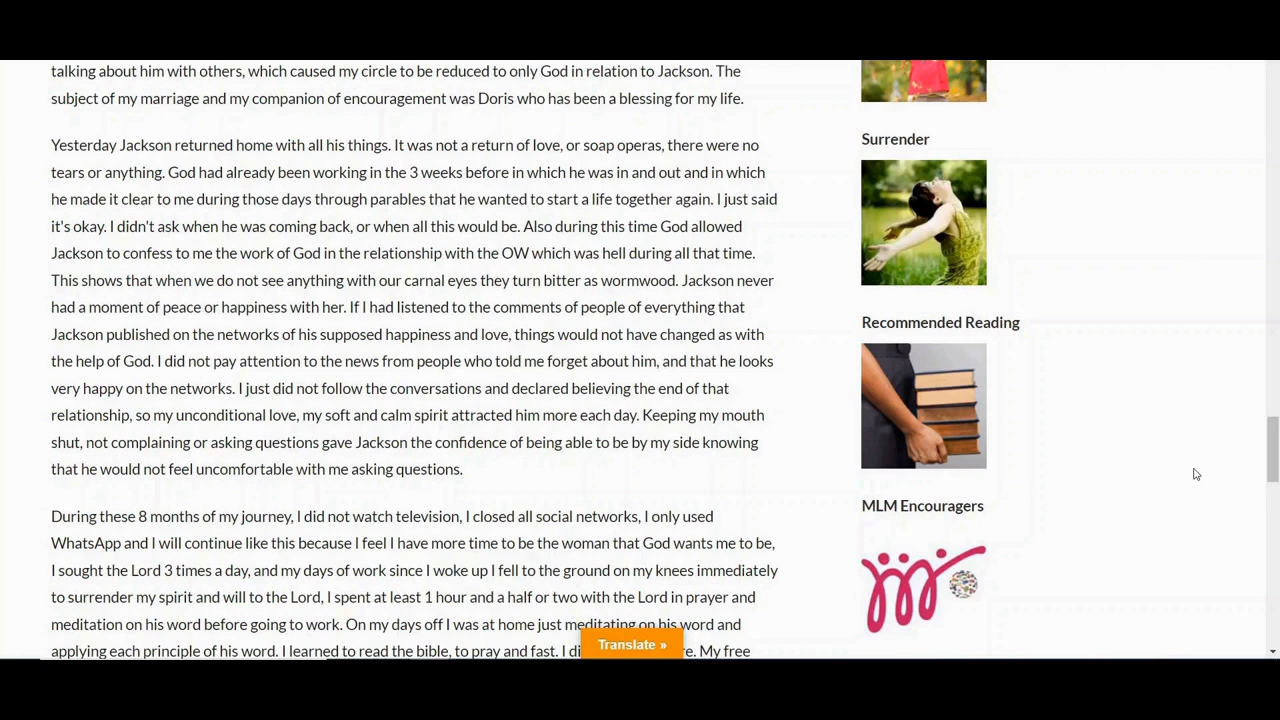 talking about him with others, which caused my circle to be reduced to only God in relation to Jackson. The
subject of my marriage and my companion of encouragement was Doris who has been a blessing for my life.
Yesterday Jackson returned home with all his things. It was not a return of love, or soap operas, there were no
tears or anything. God had already been working in the 3 weeks before in which he was in and out and in which
he made it clear to me during those days through parables that he wanted to start a life together again. I just said
it's okay. I didn't ask when he was coming back, or when all this would be. Also during this time God allowed
Jackson to confess to me the work of God in the relationship with the OW which was hell during all that time.
This shows that when we do not see anything with our carnal eyes they turn bitter as wormwood. Jackson never
had a moment of peace or happiness with her. If I had listened to the comments of people of everything that
Jackson published on the networks of his supposed happiness and love, things would not have changed as with
the help of God. I did not pay attention to the news from people who told me forget about him, and that he looks
very happy on the networks. I just did not follow the conversations and declared believing the end of that
relationship, so my unconditional love, my soft and calm spirit attracted him more each day. Keeping my mouth
shut, not complaining or asking questions gave Jackson the confidence of being able to be by my side knowing
that he would not feel uncomfortable with me asking questions.
During these 8 months of my journey, I did not watch television, I closed all social networks, I only used
WhatsApp and I will continue like this because I feel I have more time to be the woman that God wants me to be,
I sought the Lord 3 times a day, and my days of work since I woke up I fell to the ground on my knees immediately
to surrender my spirit and will to the Lord, I spent at least 1 hour and a half or two with the Lord in prayer and
meditation on his word before going to work. On my days off I was at home just meditating on his word and
applying each principle of his word. I learned to read the bible, to pray and fast. I My free
Translate »
Surrender
Recommended Reading
MLM Encouragers